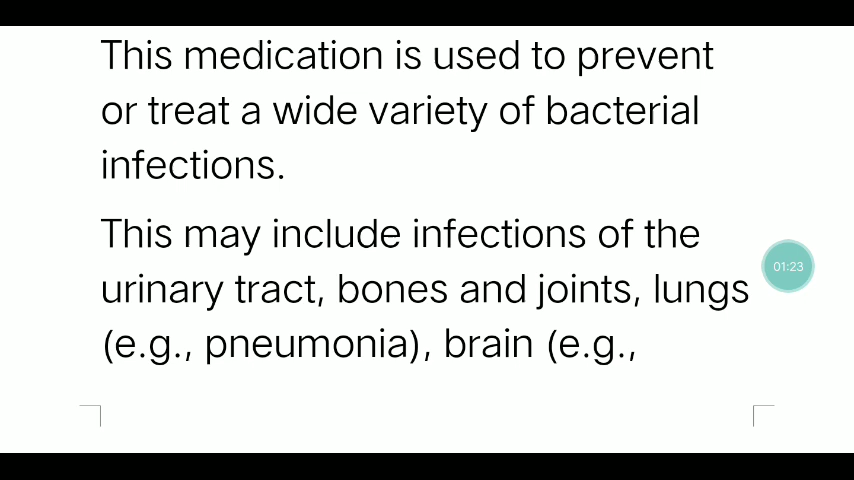 This medication is used to prevent
or treat a wide variety of bacterial
infections.
This may include infections of the
urinary tract, bones and joints, lungs
(e.g., pneumonia), brain (e.g.,
01:23